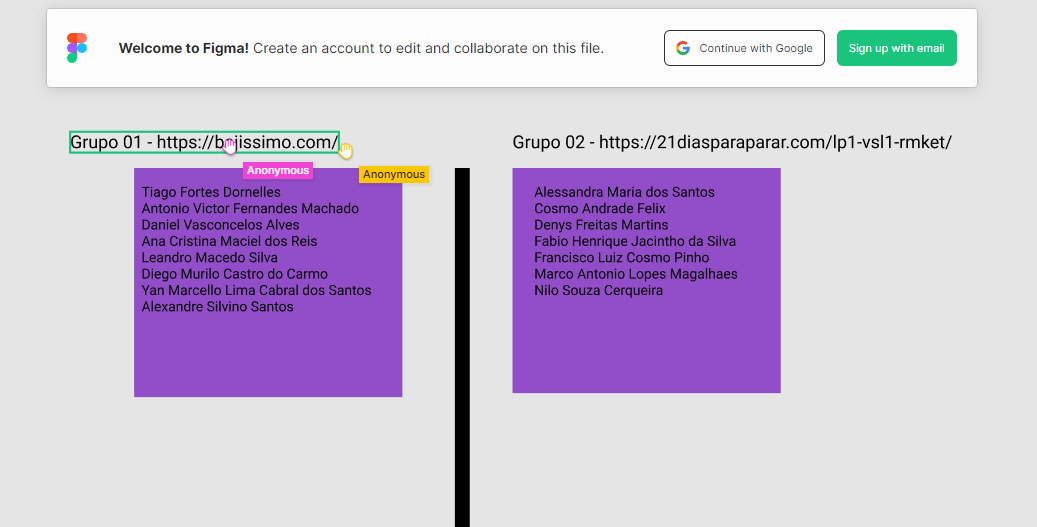 Welcome to Figma! Create an account to edit and collaborate on this file.
Continue with Google
Sign up with email
Grupo 01 - https://
Grupo 02 - https://21diasparaparar.com/lp1-vsl1-rmket/
Anonymous
Anonymous
Tiago Fortes Dornelles
Antonio Victor Fernandes Machado
Daniel Vasconcelos Alves
Ana Cristina Maciel dos Reis
Leandro Macedo Silva
Diego Murilo Castro do Carmo
Yan Marcello Lima Cabral dos Santos
Alexandre Silvino Santos
Alessandra Maria dos Santos
Cosmo Andrade Felix
Denys Freitas Martins
Fabio Henrique Jacintho da Silva
Francisco Luiz Cosmo Pinho
Marco Antonio Lopes Magalhaes
Nilo Souza Cerqueira